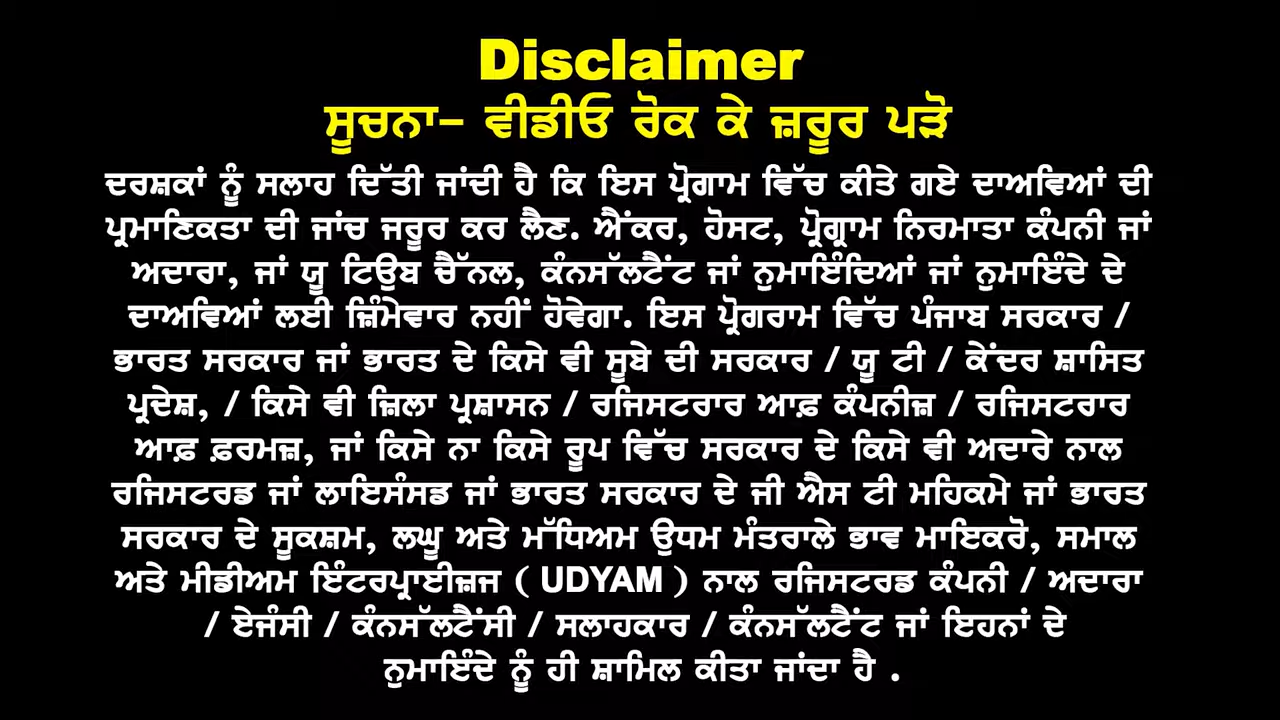 Disclaimer
ਸੂਚਨਾ- ਵੀਡੀਓ ਰੋਕ ਕੇ ਜ਼ਰੂਰ ਪੜੋ
ਦਰਸ਼ਕਾਂ ਨੂੰ ਸਲਾਹ ਦਿੱਤੀ ਜਾਂਦੀ ਹੈ ਕਿ ਇਸ ਪ੍ਰੋਗਾਮ ਵਿੱਚ ਕੀਤੇ ਗਏ ਦਾਅਵਿਆਂ ਦੀ
ਪ੍ਰਮਾਣਿਕਤਾ ਦੀ ਜਾਂਚ ਜਰੂਰ ਕਰ ਲੈਣ. ਐਂਕਰ, ਹੋਸਟ, ਪ੍ਰੋਗ੍ਰਾਮ ਨਿਰਮਾਤਾ ਕੰਪਨੀ ਜਾਂ
ਅਦਾਰਾ, ਜਾਂ ਯੂ ਟਿਊਬ ਚੈੱਨਲ, ਕੰਨਸੱਲਟੈਂਟ ਜਾਂ ਨੁਮਾਇੰਦਿਆਂ ਜਾਂ ਨੁਮਾਇੰਦੇ ਦੇ
ਦਾਅਵਿਆਂ ਲਈ ਜ਼ਿੰਮੇਵਾਰ ਨਹੀਂ ਹੋਵੇਗਾ. ਇਸ ਪ੍ਰੋਗਰਾਮ ਵਿੱਚ ਪੰਜਾਬ ਸਰਕਾਰ /
ਭਾਰਤ ਸਰਕਾਰ ਜਾਂ ਭਾਰਤ ਦੇ ਕਿਸੇ ਵੀ ਸੂਬੇ ਦੀ ਸਰਕਾਰ / ਯੂ ਟੀ / ਕੇਂਦਰ ਸ਼ਾਸਿਤ
ਪ੍ਰਦੇਸ਼, / ਕਿਸੇ ਵੀ ਜ਼ਿਲਾ ਪ੍ਰਸ਼ਾਸਨ / ਰਜਿਸਟਰਾਰ ਆਫ਼ ਕੰਪਨੀਜ਼ / ਰਜਿਸਟਰਾਰ
ਆਫ਼ ਫ਼ਰਮਜ਼, ਜਾਂ ਕਿਸੇ ਨਾ ਕਿਸੇ ਰੂਪ ਵਿੱਚ ਸਰਕਾਰ ਦੇ ਕਿਸੇ ਵੀ ਅਦਾਰੇ ਨਾਲ
ਰਜਿਸਟਰਡ ਜਾਂ ਲਾਇਸੰਸਡ ਜਾਂ ਭਾਰਤ ਸਰਕਾਰ ਦੇ ਜੀ ਐਸ ਟੀ ਮਹਿਕਮੇ ਜਾਂ ਭਾਰਤ
ਸਰਕਾਰ ਦੇ ਸੂਕਸ਼ਮ, ਲਘੂ ਅਤੇ ਮੱਧਿਅਮ ਉਧਮ ਮੰਤਰਾਲੇ ਭਾਵ ਮਾਇਕਰੋ, ਸਮਾਲ
ਅਤੇ ਮੀਡੀਅਮ ਇੰਟਰਪ੍ਰਾਈਜ਼ਜ ( UDYAM ) ਨਾਲ ਰਜਿਸਟਰਡ ਕੰਪਨੀ / ਅਦਾਰਾ
/ ਏਜੰਸੀ / ਕੰਨਸੱਲਟੈਂਸੀ / ਸਲਾਹਕਾਰ / ਕੰਨਸੱਲਟੈਂਟ ਜਾਂ ਇਹਨਾਂ ਦੇ
ਨੁਮਾਇੰਦੇ ਨੂੰ ਹੀ ਸ਼ਾਮਿਲ ਕੀਤਾ ਜਾਂਦਾ ਹੈ .